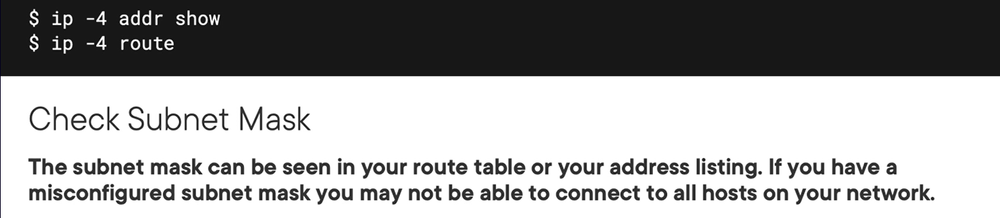 $ ip -4 addr show
$ ip -4 route
Check Subnet Mask
The subnet mask can be seen in your route table or your address listing. If you have a
misconfigured subnet mask you may not be able to connect to all hosts on your network.